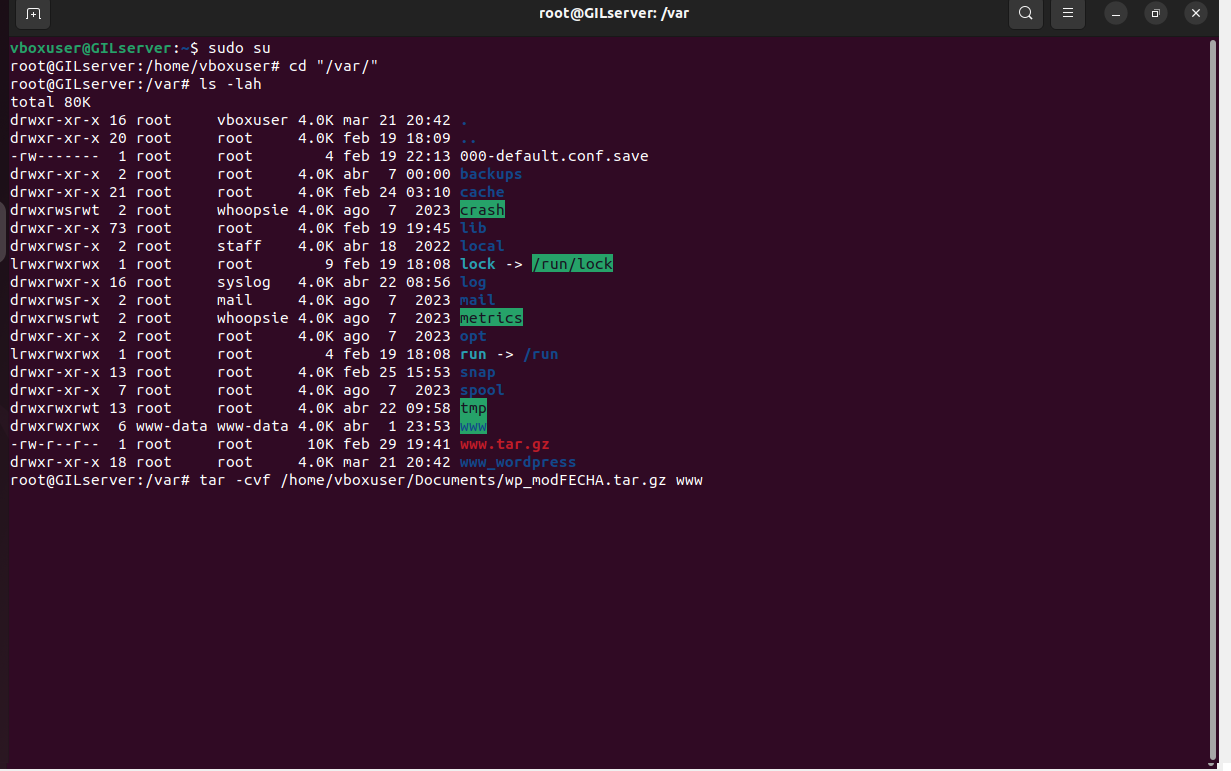 root@GILserver: /var
vboxuser@GILserver:~$ sudo su
root@GILserver:/home/vboxuser# cd "/var/"
root@GILserver:/var# ls -lah
total 80K
drwxr-xr-x 16 root     vboxuser 4.0K mar 21 20:42 .
drwxr-xr-x 20 root     root     4.0K feb 19 18:09 ..
-rw-------  1 root     root        4 feb 19 22:13 000-default.conf.save
drwxr-xr-x  2 root     root     4.0K abr  7 00:00 backups
drwxr-xr-x 21 root     root     4.0K feb 24 03:10 cache
drwxrwsrwt  2 root     whoopsie 4.0K ago  7  2023 crash
drwxr-xr-x 73 root     root     4.0K feb 19 19:45 lib
drwxrwsr-x  2 root     staff    4.0K abr 18  2022 local
lrwxrwxrwx  1 root     root        9 feb 19 18:08 lock -> /run/lock
drwxrwxr-x 16 root     syslog   4.0K abr 22 08:56 log
drwxrwsr-x  2 root     mail     4.0K ago  7  2023 mail
drwxrwsrwt  2 root     whoopsie 4.0K ago  7  2023 metrics
drwxr-xr-x  2 root     root     4.0K ago  7  2023 opt
lrwxrwxrwx  1 root     root        4 feb 19 18:08 run -> /run
drwxr-xr-x 13 root     root     4.0K feb 25 15:53 snap
drwxr-xr-x  7 root     root     4.0K ago  7  2023 spool
drwxrwxrwt 13 root     root     4.0K abr 22 09:58 tmp
drwxrwxrwx  6 www-data www-data 4.0K abr  1 23:53 www
-rw-r--r--  1 root     root      10K feb 29 19:41 www.tar.gz
drwxr-xr-x 18 root     root     4.0K mar 21 20:42 www_wordpress
root@GILserver:/var# tar -cvf /home/vboxuser/Documents/wp_modFECHA.tar.gz www